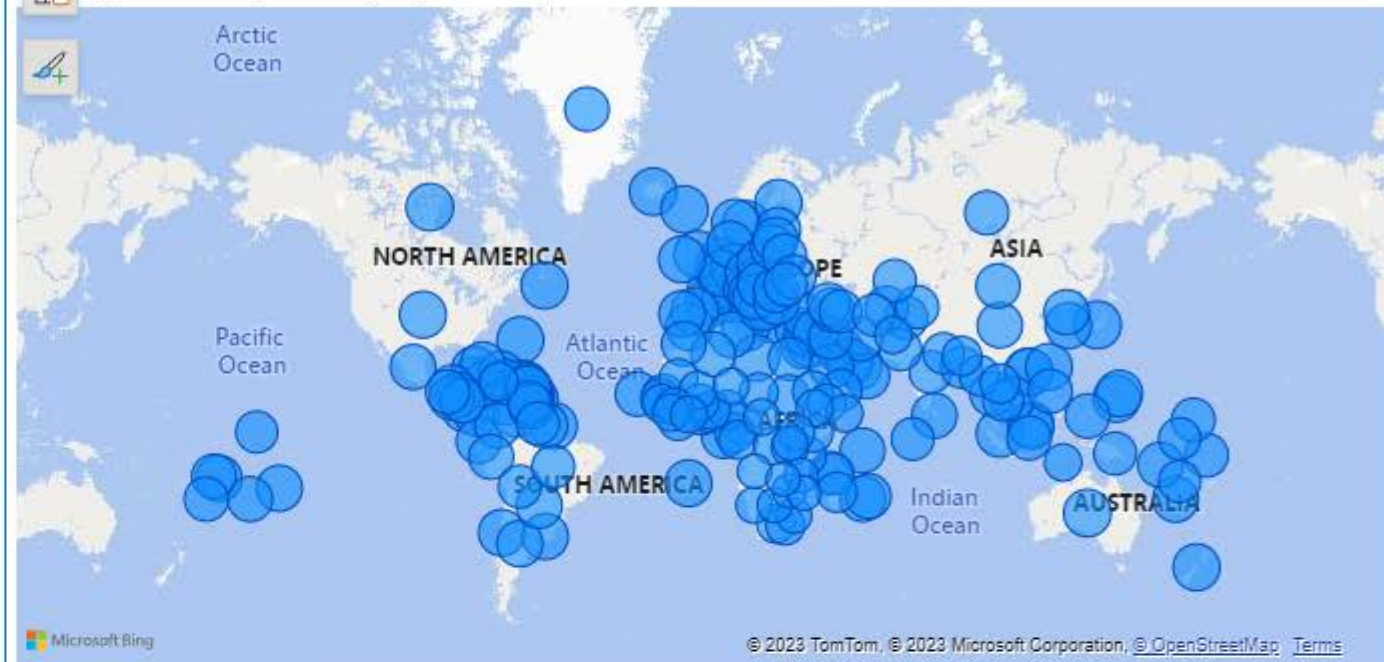 Arctic
Ocean
NORTH AMERICA
ASIA
Pacific
Ocean
Atlantic
Ocean
SOUTH AMERICA
Indian
Ocean
AUSTRALIA
Microsoft Bing
© 2023 TomTom, © 2023 Microsoft Corporation, © OpenStreetMap Terms